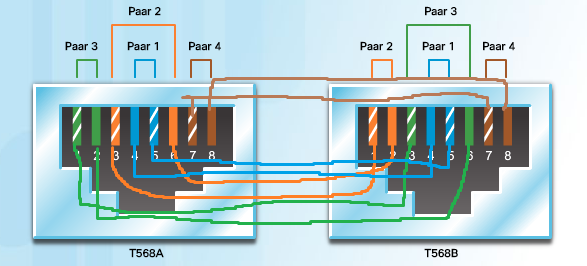 Paar 2
Paar 3
Paar 3 Paar 1 Paar 4
Paar 2 Paar 1 Paar 4
1 2 3 4 5 6 7 8
1 2 3 4 5 6 7 8
T568A
T568B